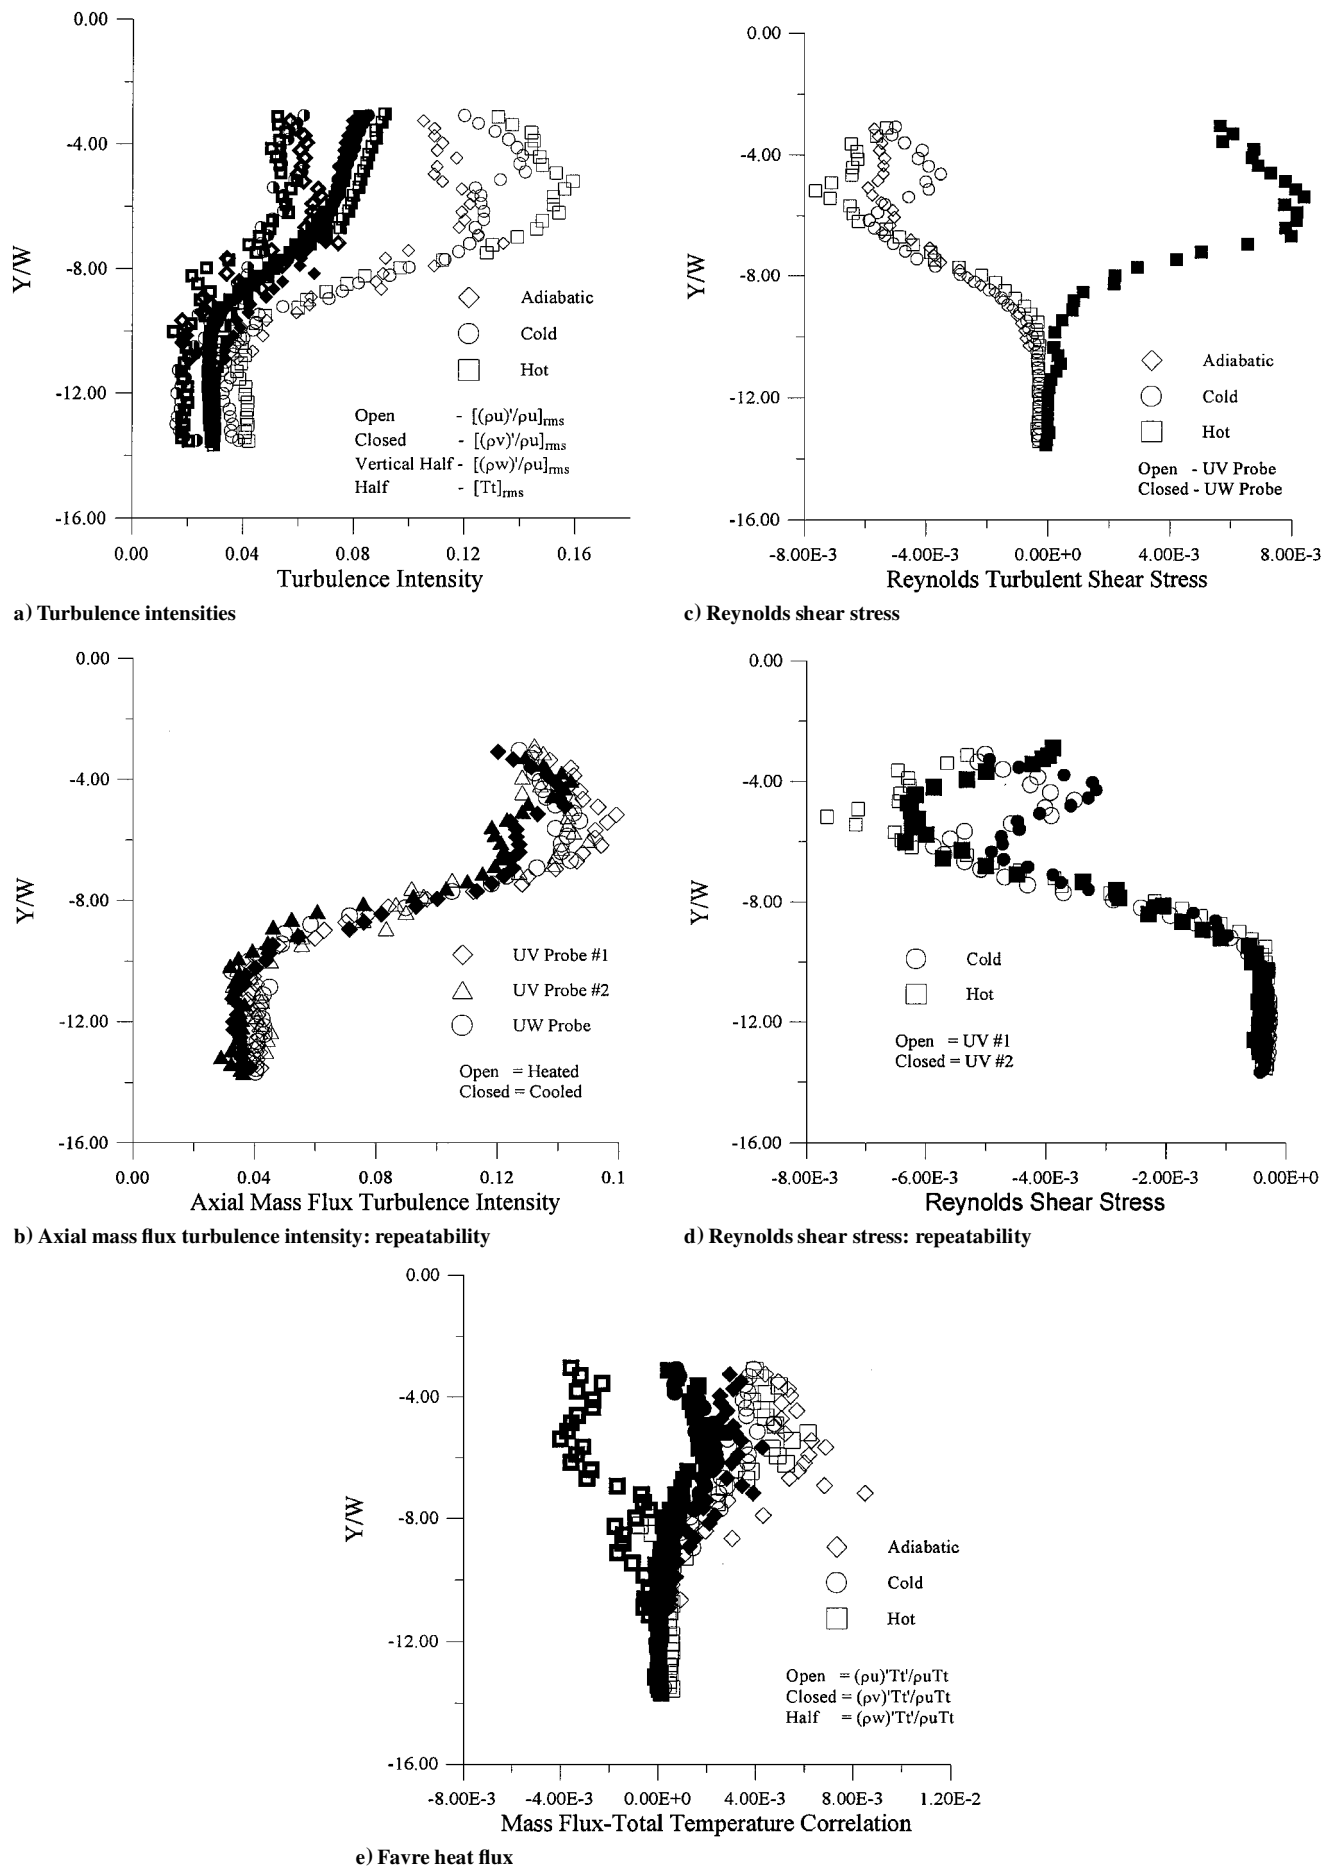 0.00
-4.00
-8.00
-12.00
-16.00
Y/W
0.00 0.04 0.08 0.12 0.16
Turbulence Intensity
Adiabatic
Cold
Hot
Open - [(ρu)'/ρu]rms
Closed - [(ρv)'/ρu]rms
Vertical Half - [(ρw)'/ρu]rms
Half - [Tt]rms
a) Turbulence intensities
0.00
-4.00
-8.00
-12.00
-16.00
Y/W
-8.00E-3 -4.00E-3 0.00E+0 4.00E-3 8.00E-3
Reynolds Turbulent Shear Stress
Adiabatic
Cold
Hot
Open - UV Probe
Closed - UW Probe
c) Reynolds shear stress
0.00
-4.00
-8.00
-12.00
-16.00
Y/W
0.00 0.04 0.08 0.12 0.1
Axial Mass Flux Turbulence Intensity
UV Probe #1
UV Probe #2
UW Probe
Open = Heated
Closed = Cooled
b) Axial mass flux turbulence intensity: repeatability
0.00
-4.00
-8.00
-12.00
-16.00
Y/W
-8.00E-3 -6.00E-3 -4.00E-3 -2.00E-3 0.00E+0
Reynolds Shear Stress
Cold
Hot
Open = UV #1
Closed = UV #2
d) Reynolds shear stress: repeatability
0.00
-4.00
-8.00
-12.00
-16.00
Y/W
-8.00E-3 -4.00E-3 0.00E+0 4.00E-3 8.00E-3 1.20E-2
Mass Flux-Total Temperature Correlation
Adiabatic
Cold
Hot
Open = (ρu)'Tt'/ρuTt
Closed = (ρv)'Tt'/ρuTt
Half = (ρw)'Tt'/ρuTt
e) Favre heat flux